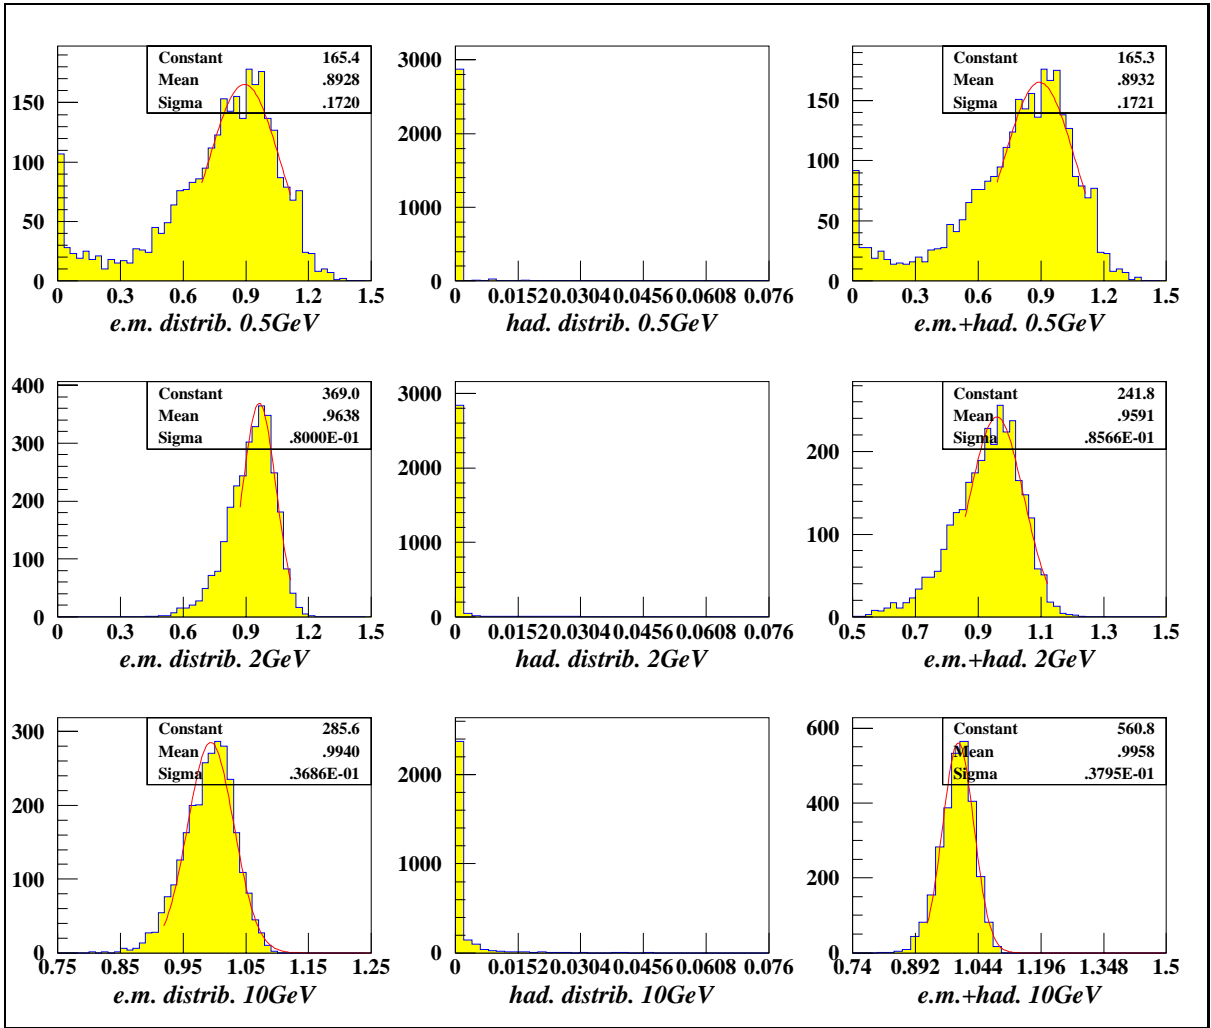 Constant 165.4
Mean .8928
Sigma .1720
150
100
50
0
0 0.3 0.6 0.9 1.2 1.5
e.m. distrib. 0.5GeV
3000
2000
1000
0
0 0.0152 0.0304 0.0456 0.0608 0.076
had. distrib. 0.5GeV
Constant 165.3
Mean .8932
Sigma .1721
150
100
50
0
0 0.3 0.6 0.9 1.2 1.5
e.m.+had. 0.5GeV
Constant 369.0
Mean .9638
Sigma .8000E-01
400
300
200
100
0
0 0.3 0.6 0.9 1.2 1.5
e.m. distrib. 2GeV
3000
2000
1000
0
0 0.0152 0.0304 0.0456 0.0608 0.076
had. distrib. 2GeV
Constant 241.8
Mean .9591
Sigma .8566E-01
200
100
0
0.5 0.7 0.9 1.1 1.3 1.5
e.m.+had. 2GeV
Constant 285.6
Mean .9940
Sigma .3686E-01
300
200
100
0
0.75 0.85 0.95 1.05 1.15 1.25
e.m. distrib. 10GeV
2000
1000
0
0 0.0152 0.0304 0.0456 0.0608 0.076
had. distrib. 10GeV
Constant 560.8
Mean .9958
Sigma .3795E-01
600
400
200
0
0.74 0.892 1.044 1.196 1.348 1.5
e.m.+had. 10GeV